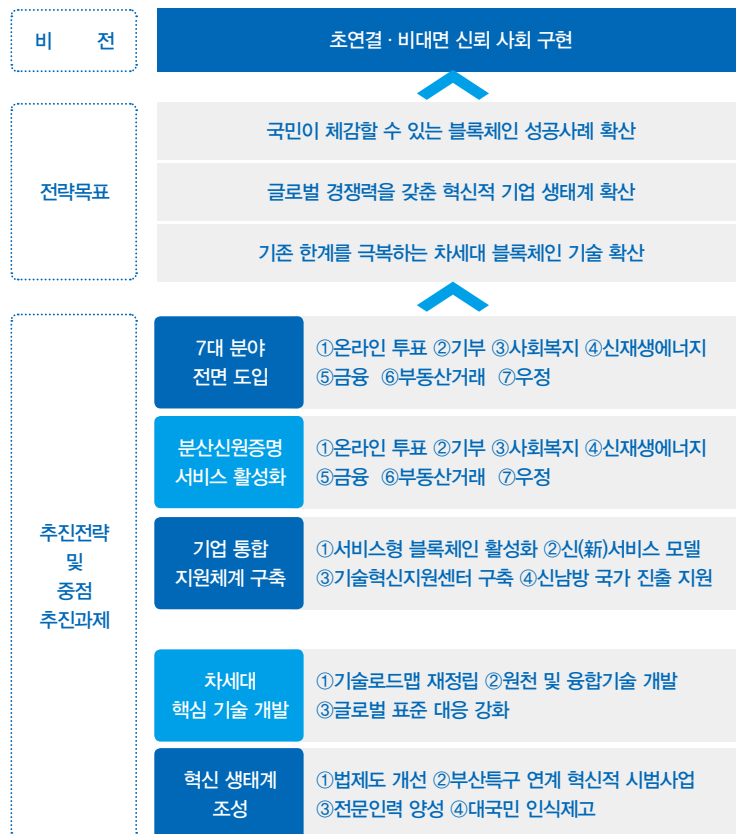 비 전
초연결 · 비대면 신뢰 사회 구현
전략목표
국민이 체감할 수 있는 블록체인 성공사례 확산
글로벌 경쟁력을 갖춘 혁신적 기업 생태계 확산
기존 한계를 극복하는 차세대 블록체인 기술 확산
추진전략
및
중점
추진과제
7대 분야
전면 도입
①온라인 투표 ②기부 ③사회복지 ④신재생에너지
⑤금융 ⑥부동산거래 ⑦우정
분산신원증명
서비스 활성화
①온라인 투표 ②기부 ③사회복지 ④신재생에너지
⑤금융 ⑥부동산거래 ⑦우정
기업 통합
지원체계 구축
①서비스형 블록체인 활성화 ②신(新)서비스 모델
③기술혁신지원센터 구축 ④신남방 국가 진출 지원
차세대
핵심 기술 개발
①기술로드맵 재정립 ②원천 및 융합기술 개발
③글로벌 표준 대응 강화
혁신 생태계
조성
①법제도 개선 ②부산특구 연계 혁신적 시범사업
③전문인력 양성 ④대국민 인식제고